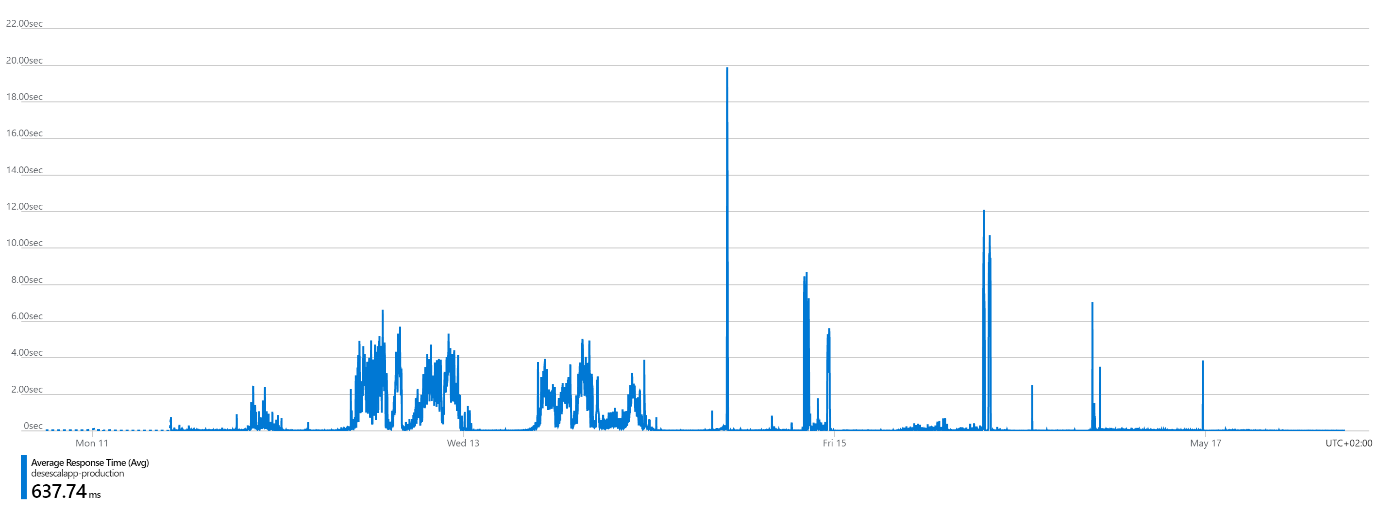 22.00sec
20.00sec
18.00sec
16.00sec
14.00sec
12.00sec
10.00sec
8.00sec
6.00sec
4.00sec
2.00sec
0sec
Mon 11
Wed 13
Fri 15
May 17
UTC+02:00
Average Response Time (Avg)
desescalapp-production
637.74 ms